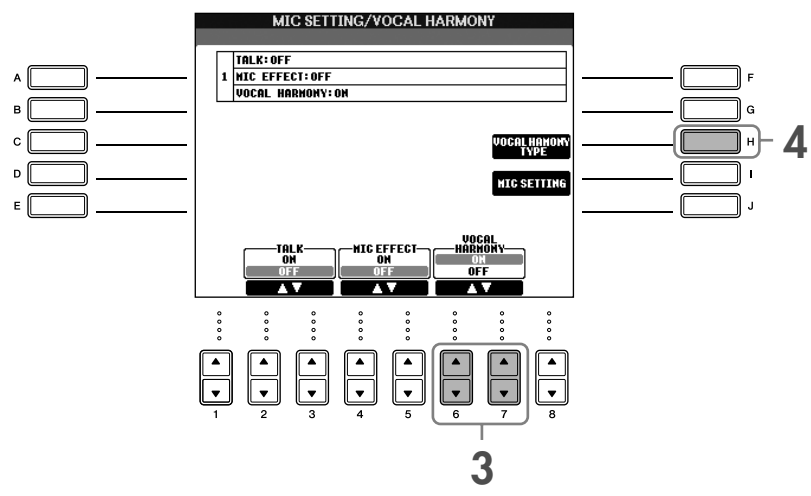 MIC SETTING/VOCAL HARMONY
TALK:OFF
1 MIC EFFECT:OFF
VOCAL HARMONY:ON
A
F
B
G
C
VOCAL HAMONY
TYPE
H
4
D
MIC SETTING
I
E
J
TALK
ON
OFF
MIC EFFECT
ON
OFF
VOCAL
HARMONY
ON
OFF
1 2 3 4 5 6 7 8
3